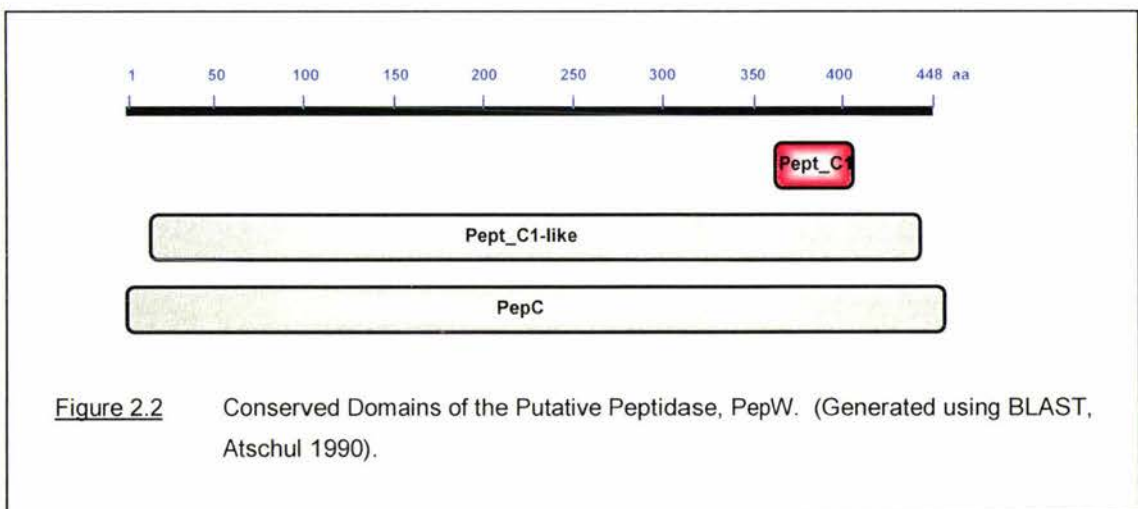 1 50 100 150 200 250 300 350 400 448 aa
Pept_C1
Pept_C1-like
PepC
Figure 2.2 Conserved Domains of the Putative Peptidase, PepW. (Generated using BLAST,
Atschul 1990).